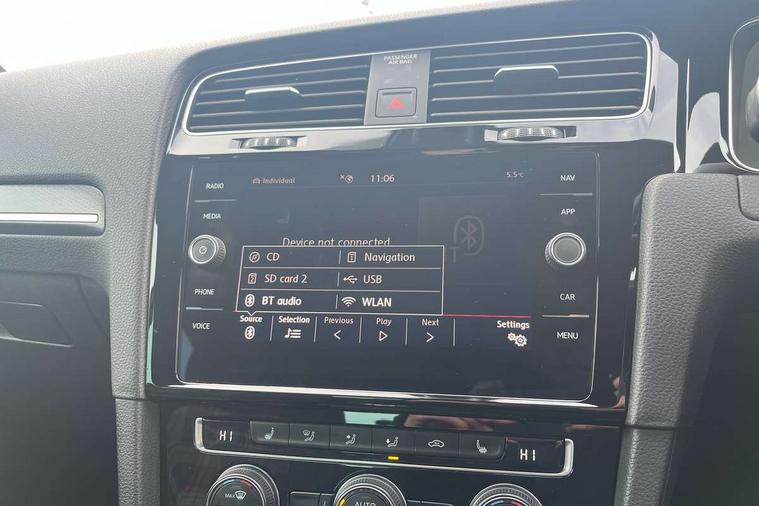 PASSENGER
AIR BAG
RADIO
Individual 11:06 5.5°C
NAV
MEDIA
APP
Device not connected
CD Navigation
SD card 2 USB
BT audio WLAN
PHONE
CAR
VOICE
Source Selection Previous Play Next Settings
MENU
HI HI
MAX AUTO